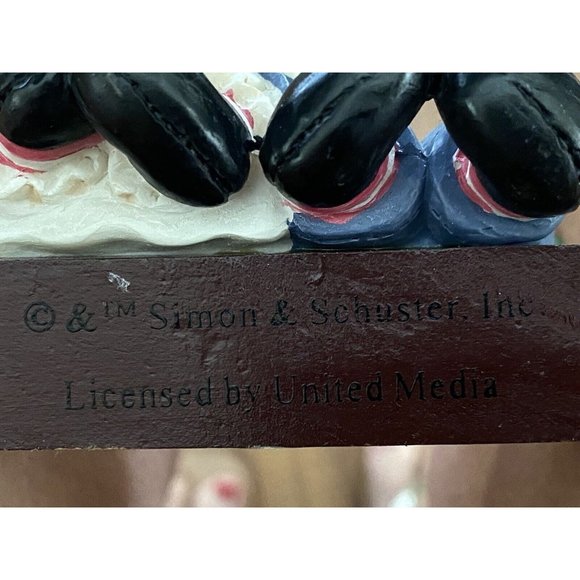 © & ™ Simon & Schuster, Inc
Licensed by United Media